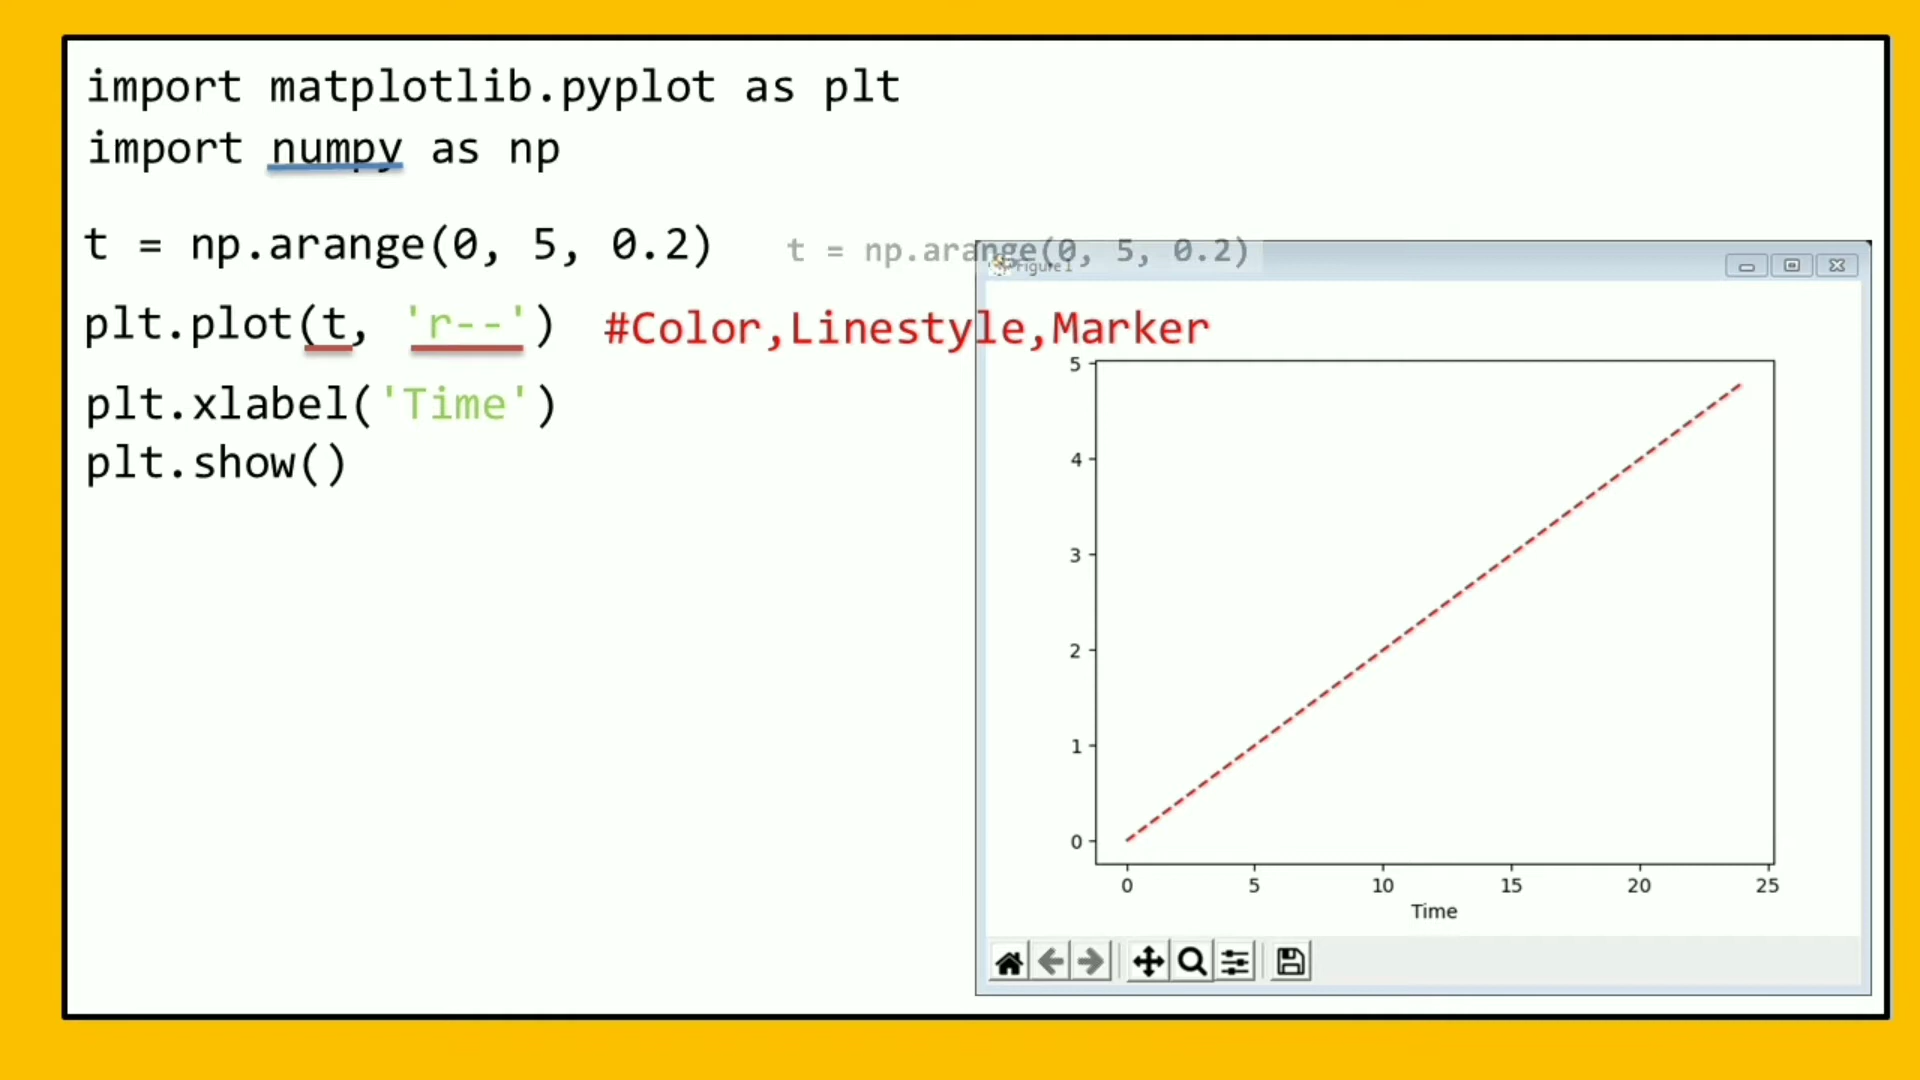 import matplotlib.pyplot as plt
import numpy as np
t = np.arange(0, 5, 0.2)
t = np.arange(0, 5, 0.2)
Figure 1
plt.plot(t, 'r--') #Color,Linestyle,Marker
plt.xlabel('Time')
plt.show()
5
4
3
2
1
0
0 5 10 15 20 25
Time